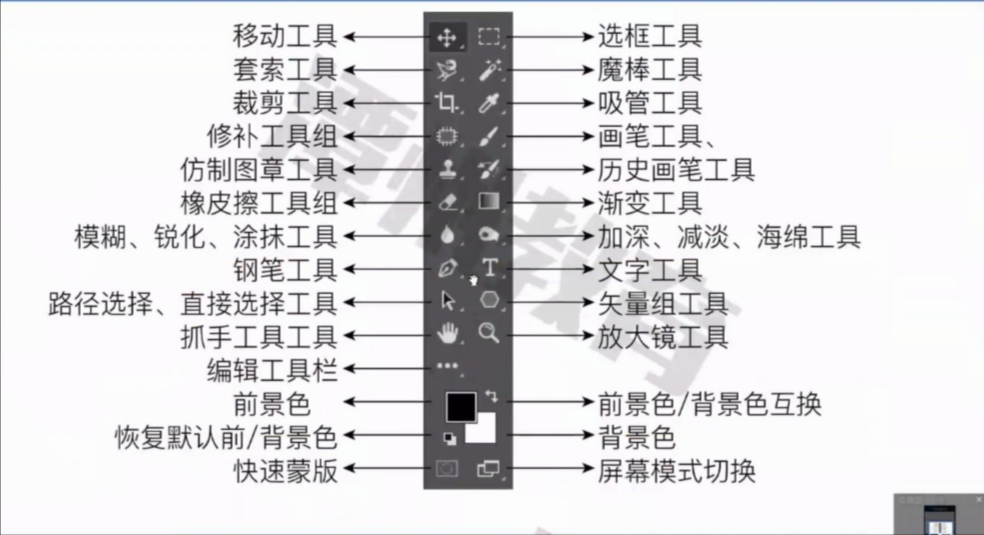 移动工具 选框工具
套索工具 魔棒工具
裁剪工具 吸管工具
修补工具组 画笔工具、
仿制图章工具 历史画笔工具
橡皮擦工具组 渐变工具
模糊、锐化、涂抹工具 加深、减淡、海绵工具
钢笔工具 文字工具
路径选择、直接选择工具 矢量组工具
抓手工具工具 放大镜工具
编辑工具栏
前景色 前景色/背景色互换
恢复默认前/背景色 背景色
快速蒙版 屏幕模式切换